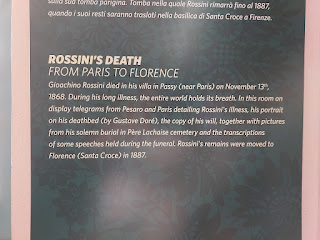 sulla sua tomba parigina. Tomba nella quale Rossini rimarrà fino al 1887,
quando i suoi resti saranno traslati nella basilica di Santa Croce a Firenze.
ROSSINI'S DEATH
FROM PARIS TO FLORENCE
Gioachino Rossini died in his villa in Passy (near Paris) on November 13th,
1868. During his long illness, the entire world holds its breath. In this room on
display telegrams from Pesaro and Paris detailing Rossini's illness, his portrait
on his deathbed (by Gustave Doré), the copy of his will, together with pictures
from his solemn burial in Père Lachaise cemetery and the transcriptions
of some speeches held during the funeral. Rossini's remains were moved to
Florence (Santa Croce) in 1887.